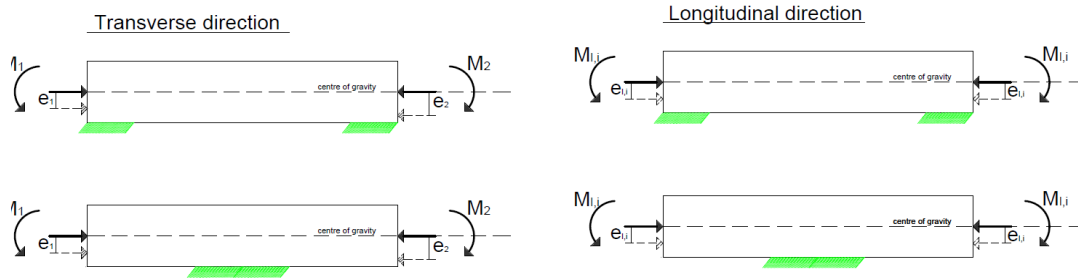 Transverse direction
Longitudinal direction
M1
M2
centre of gravity
e1
e2
Ml,i
Ml,i
centre of gravity
el,i
el,i
M1
M2
centre of gravity
e1
e2
Ml,i
Ml,i
centre of gravity
el,i
el,i